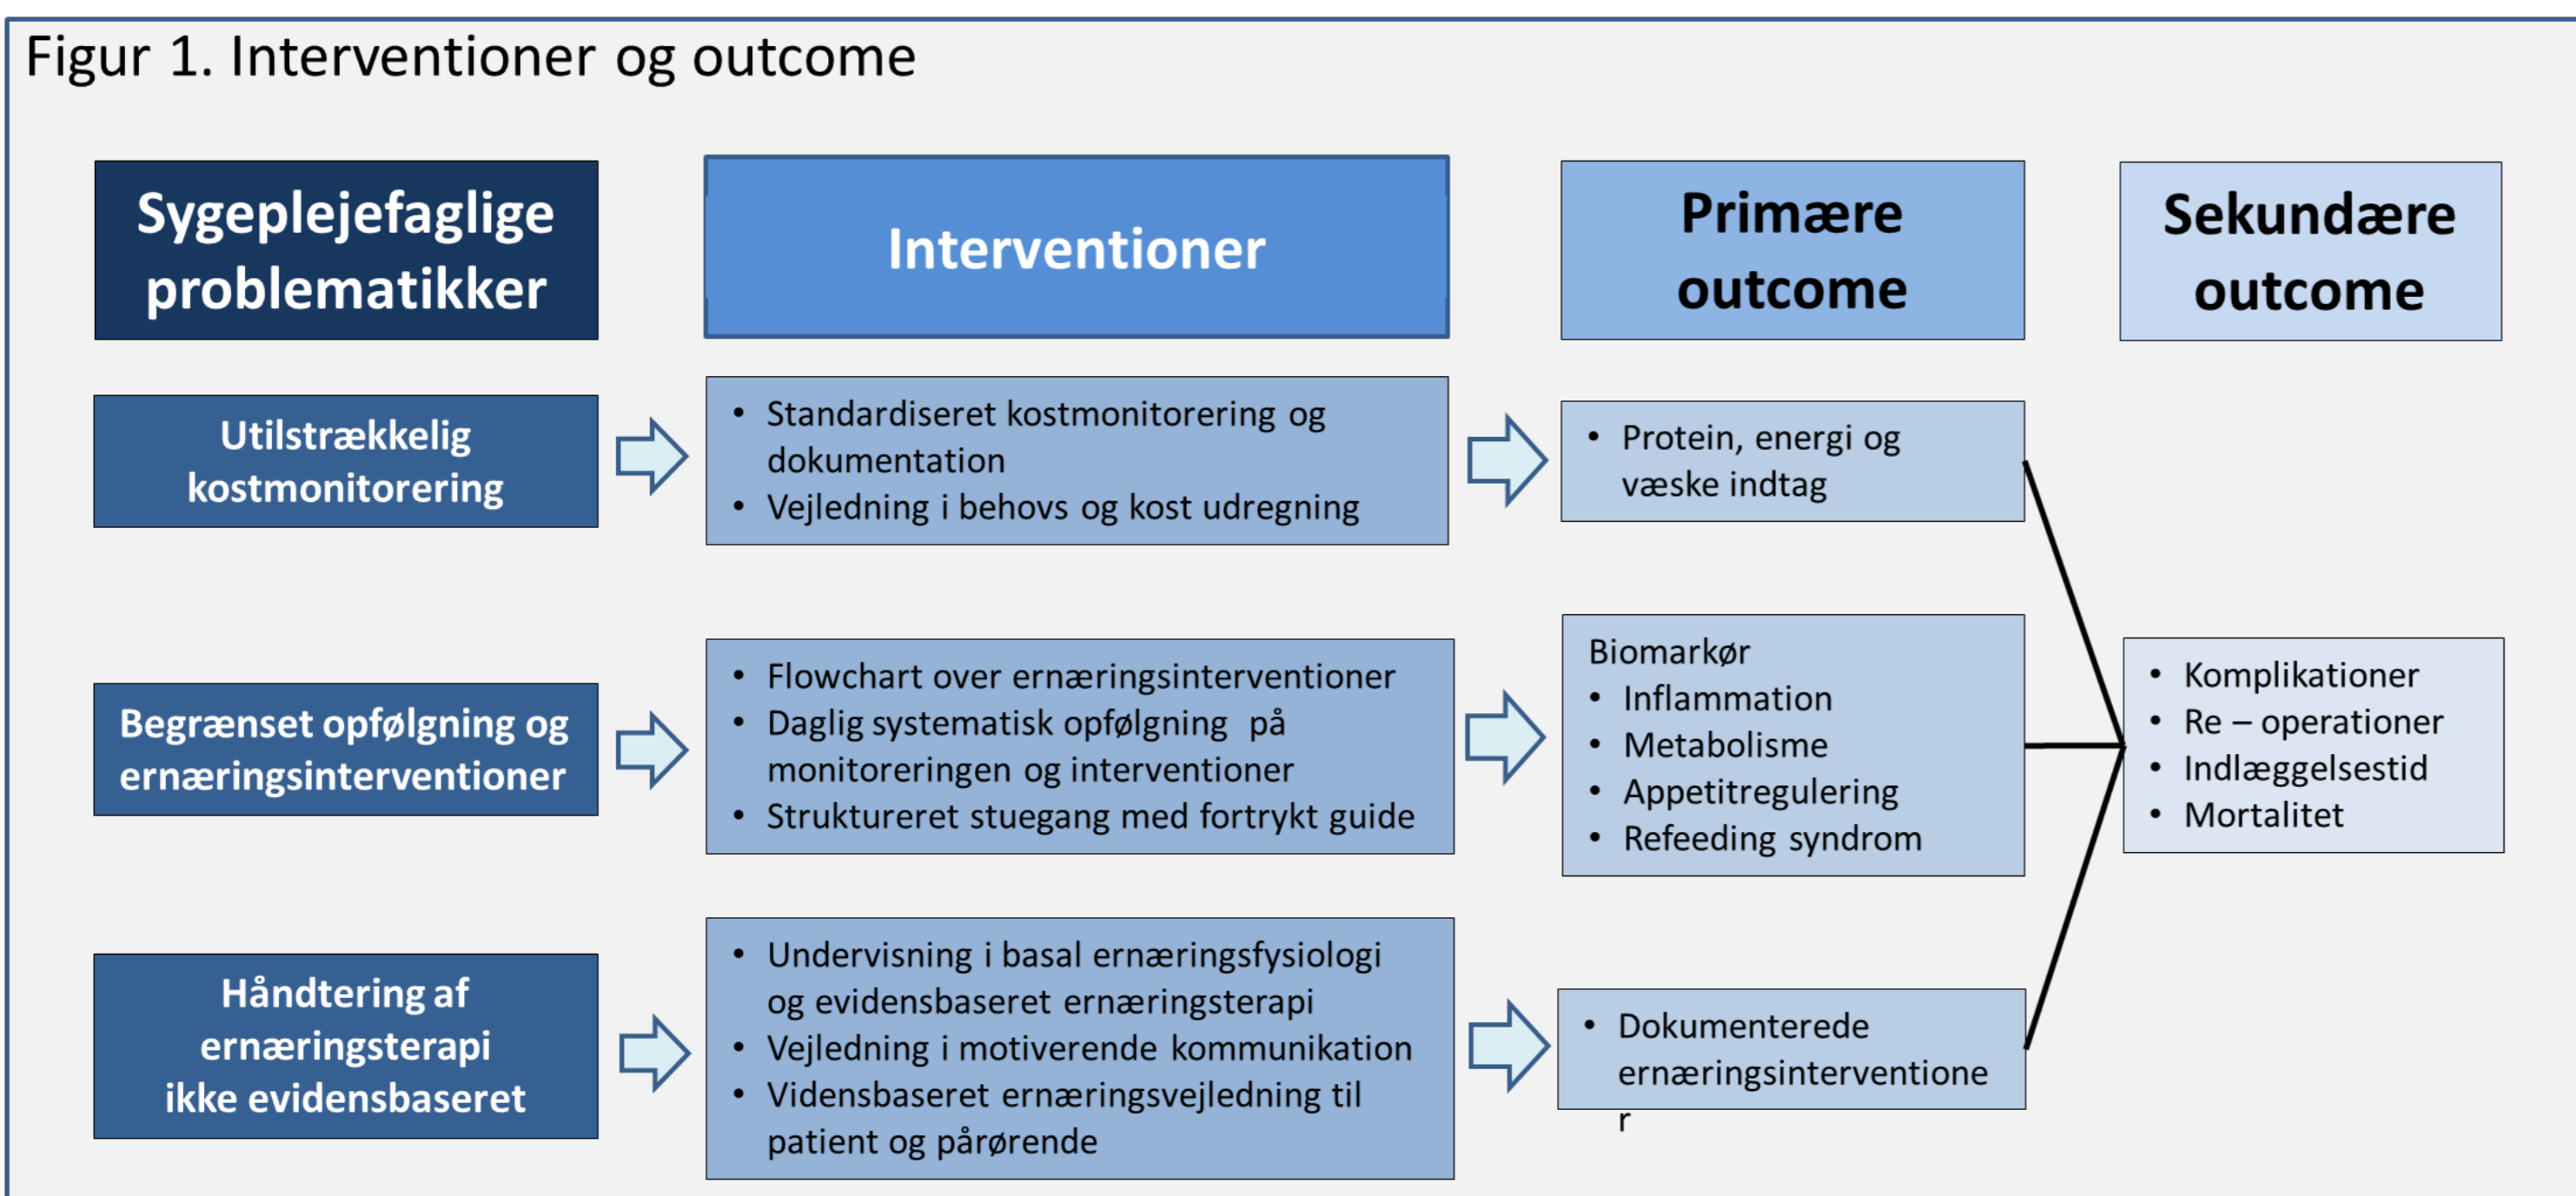 Figur 1. Interventioner og outcome
Sygeplejefaglige
problematikker
Interventioner
Primære
outcome
Sekundære
outcome
Utilstrækkelig
kostmonitorering
• Standardiseret kostmonitorering og
dokumentation
• Vejledning i behovs og kost udregning
• Protein, energi og
væske indtag
Begrænset opfølgning og
ernæringsinterventioner
• Flowchart over ernæringsinterventioner
• Daglig systematisk opfølgning på
monitoreringen og interventioner
• Struktureret stuegang med fortrykt guide
Biomarkør
• Inflammation
• Metabolisme
• Appetitregulering
• Refeeding syndrom
• Komplikationer
• Re – operationer
• Indlæggelsestid
• Mortalitet
Håndtering af
ernæringsterapi
ikke evidensbaseret
• Undervisning i basal ernæringsfysiologi
og evidensbaseret ernæringsterapi
• Vejledning i motiverende kommunikation
• Vidensbaseret ernæringsvejledning til
patient og pårørende
• Dokumenterede
ernæringsinterventione
r